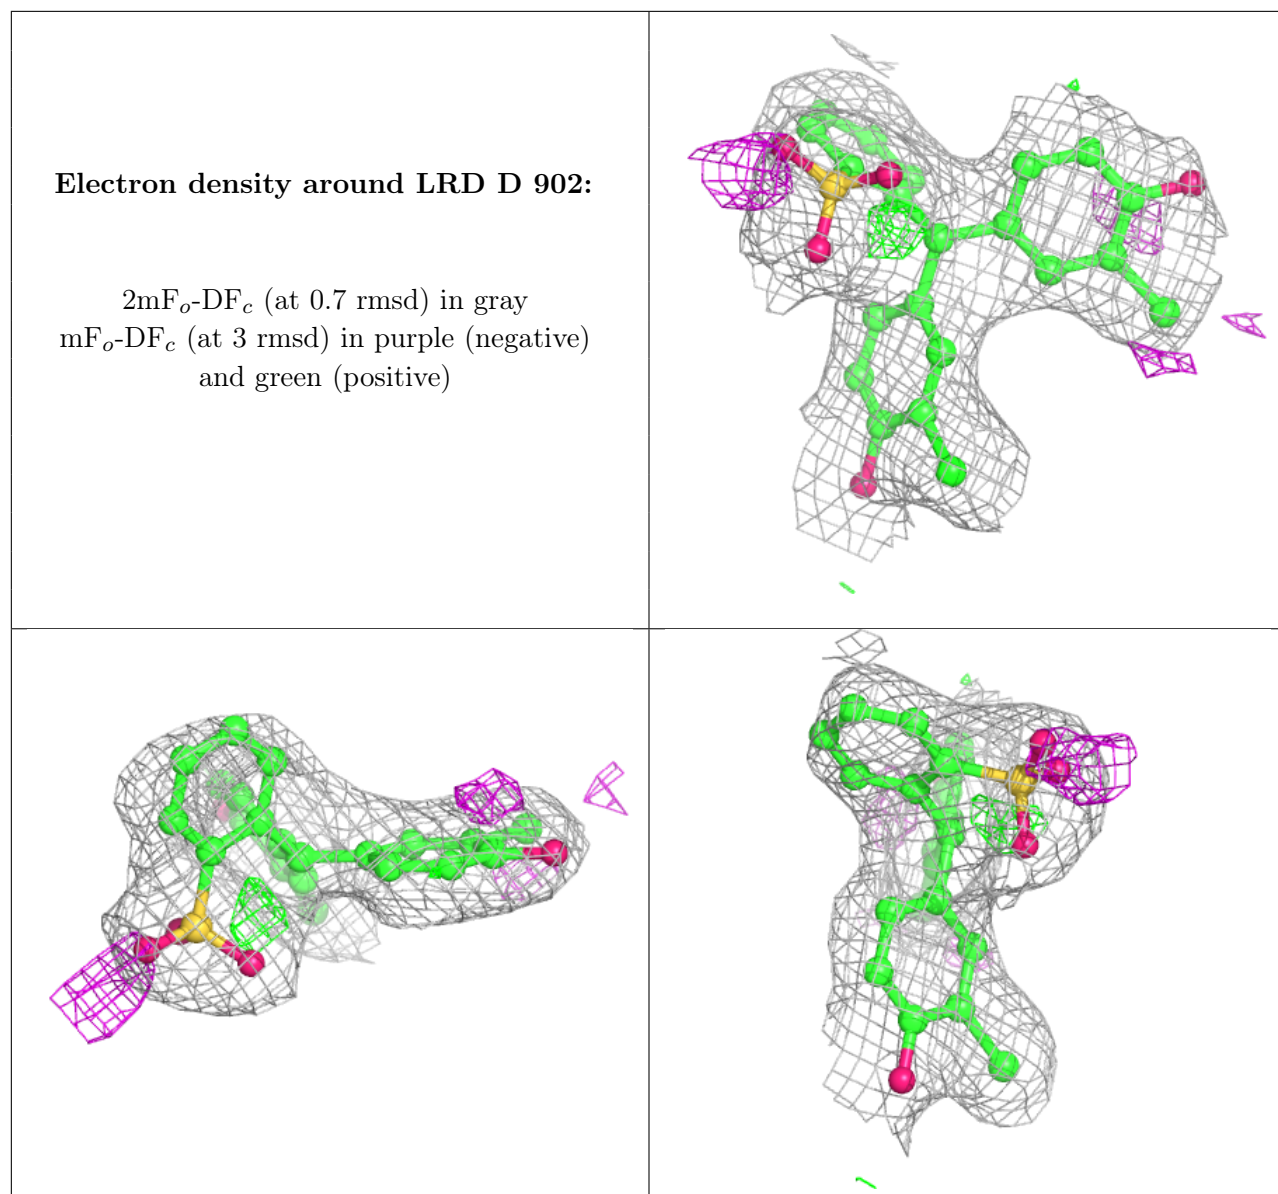 Electron density around LRD D 902:
2mFo-DFc (at 0.7 rmsd) in gray
mFo-DFc (at 3 rmsd) in purple (negative)
and green (positive)